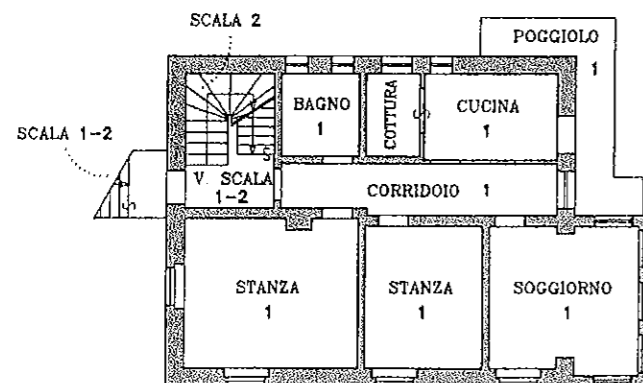 SCALA 2
POGGIOLO
1
BAGNO
1
COTTURA
CUCINA
1
SCALA 1-2
S
S
S
V. SCALA
1-2
CORRIDOIO 1
STANZA
1
STANZA
1
SOGGIORNO
1